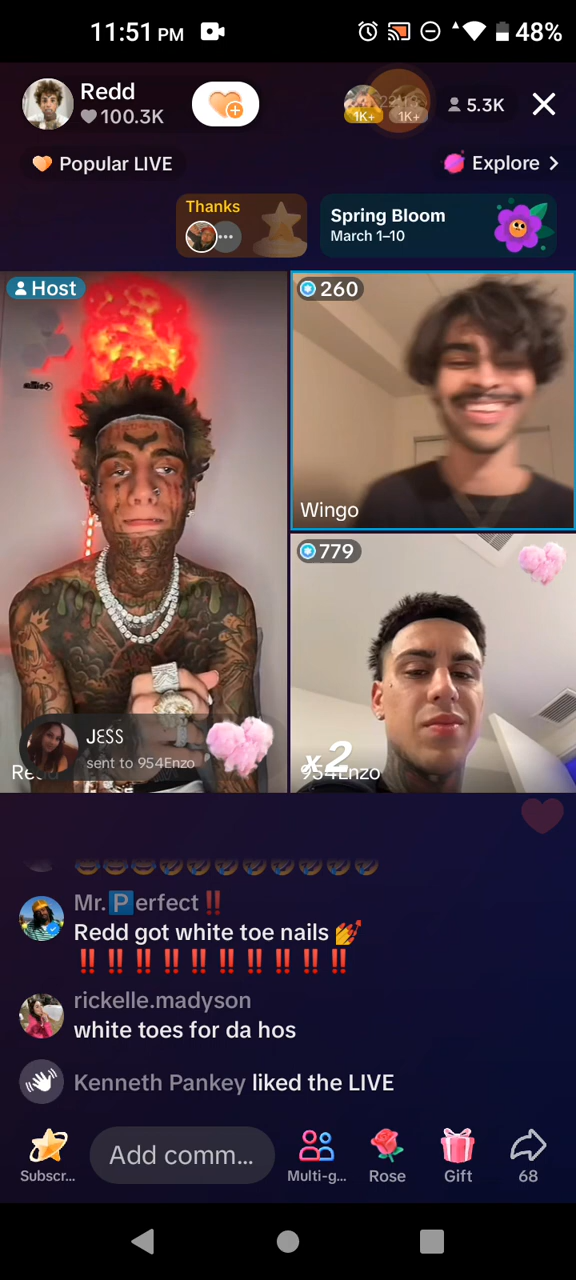 11:51 PM
48%
Redd
100.3K
1K+
1K+
5.3K
Popular LIVE
Explore
Thanks
Spring Bloom
March 1–10
Host
260
Wingo
779
JESS
sent to 954Enzo
x2
954Enzo
Mr.🅿erfect‼
Redd got white toe nails 💅
‼‼‼‼‼‼‼‼‼‼
rickelle.madyson
white toes for da hos
Kenneth Pankey liked the LIVE
Subscr...
Add comm...
Multi-g...
Rose
Gift
68